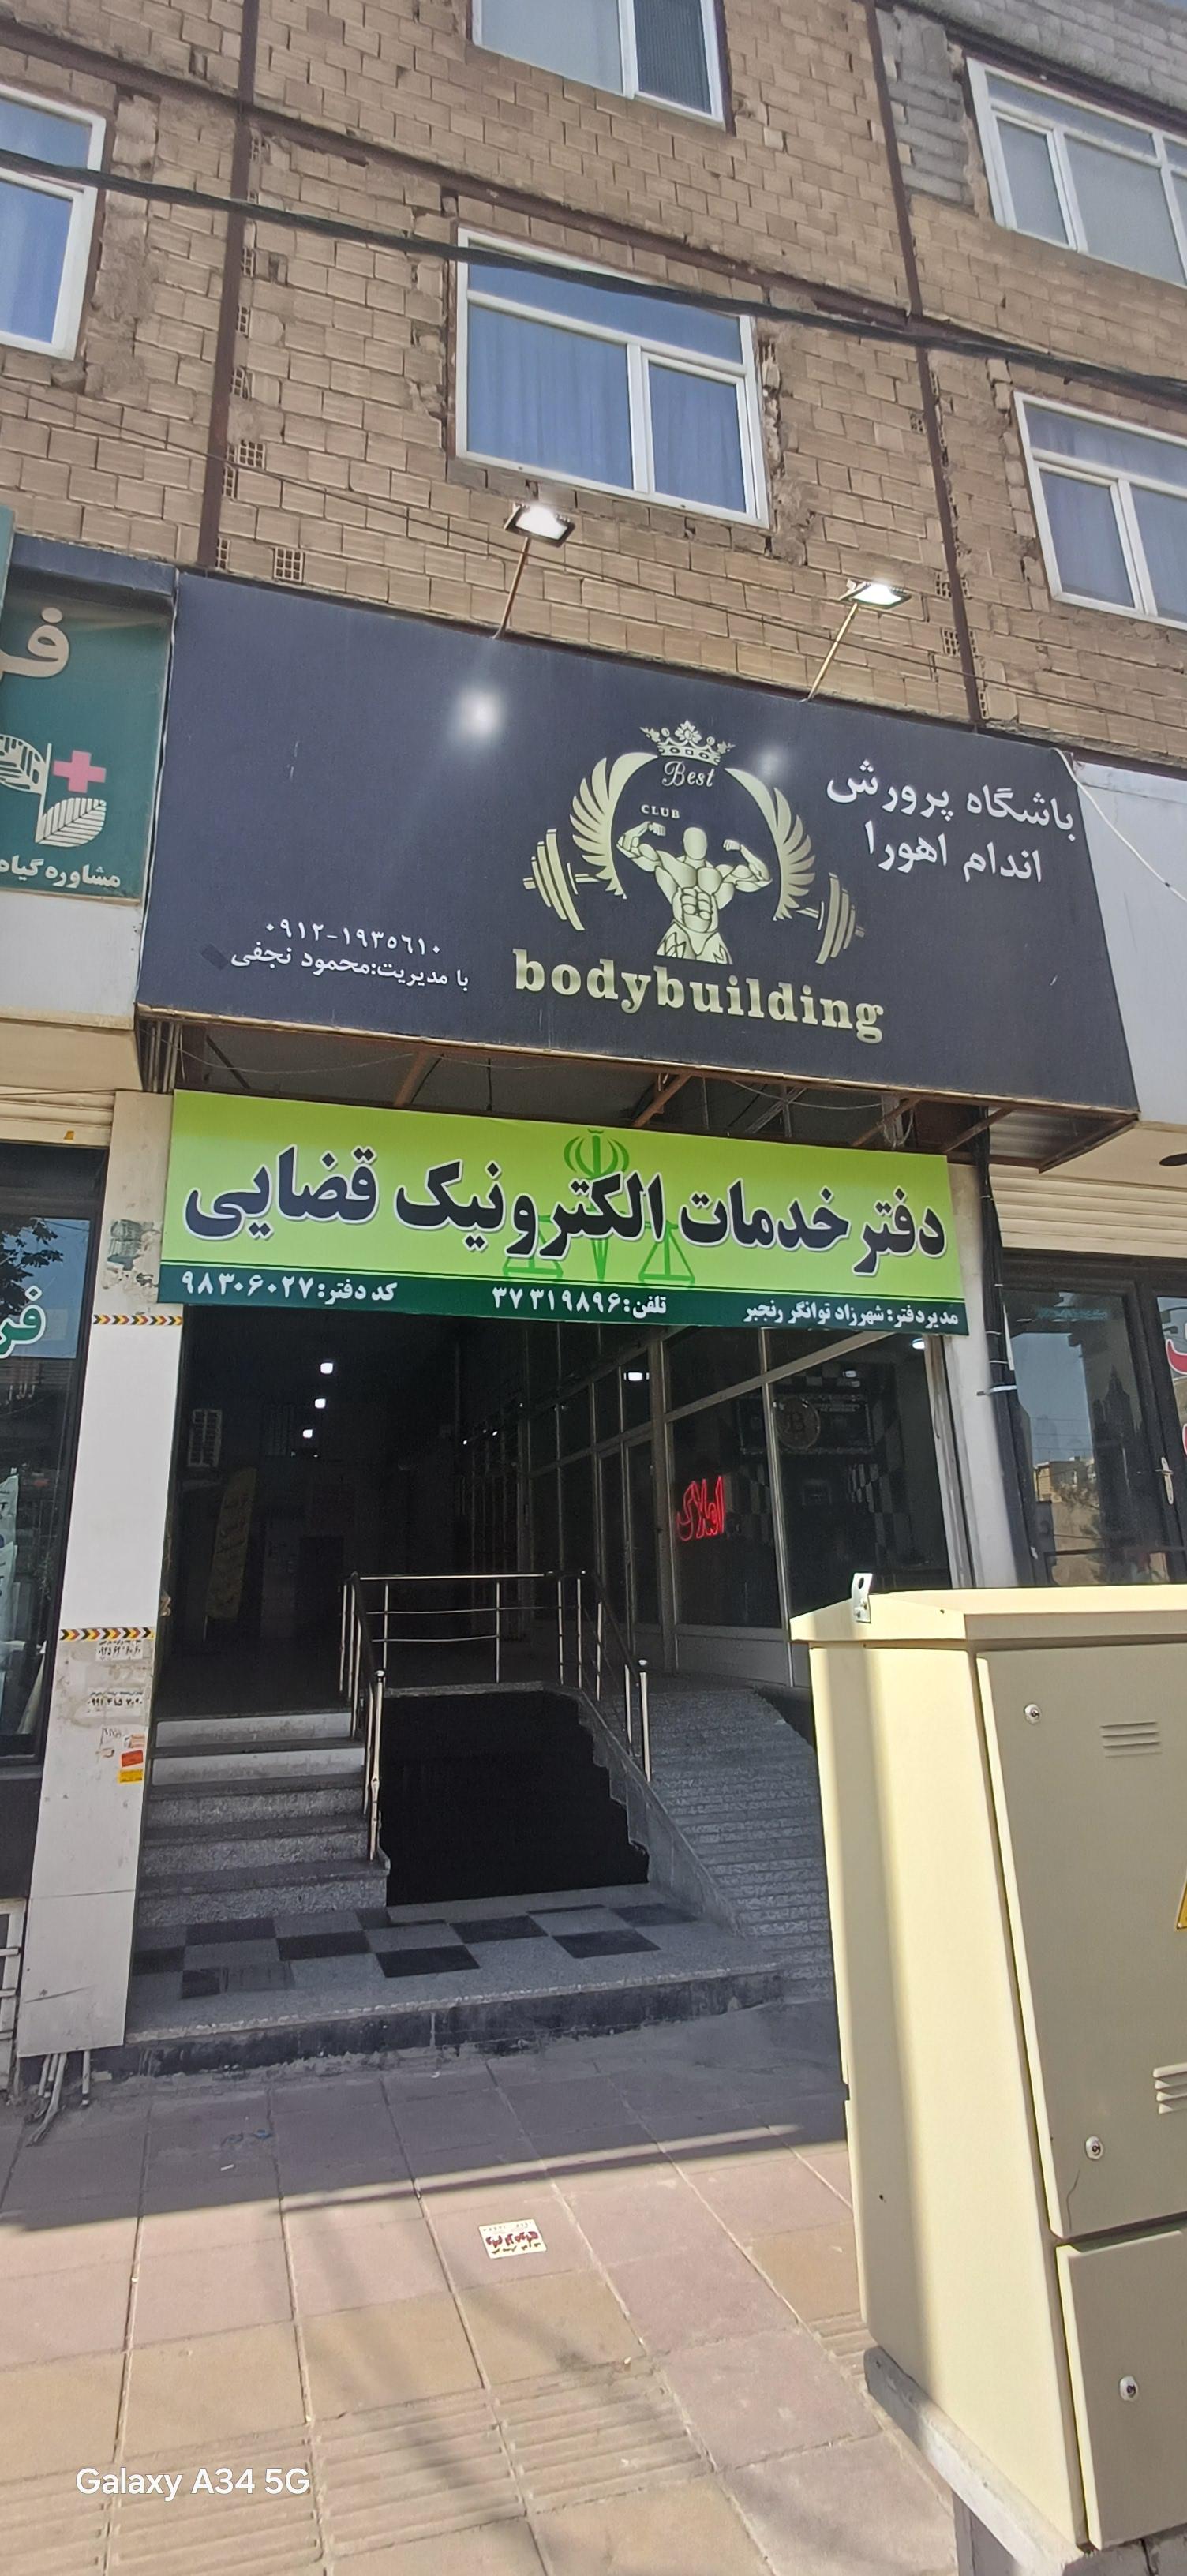 باشگاه پرورش
اندام اهورا
Best
CLUB
bodybuilding
۰۹۱۲-۱۹۳۵۶۱۰
با مدیریت:محمود نجفی
مشاوره گیاه
دفتر خدمات الکترونیک قضایی
مدیر دفتر: شهرزاد توانگر رنجبر
تلفن: ۳۷۳۱۹۸۹۶
کد دفتر: ۹۸۳۰۶۰۲۷
املاک
Galaxy A34 5G